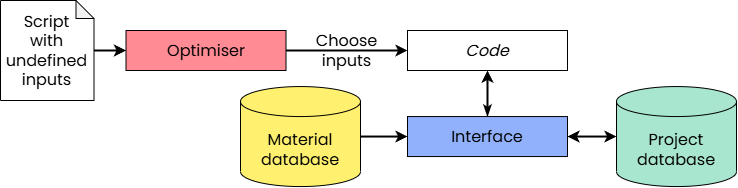 Script
with
undefined
inputs
Optimiser
Choose
inputs
Code
Material
database
Interface
Project
database